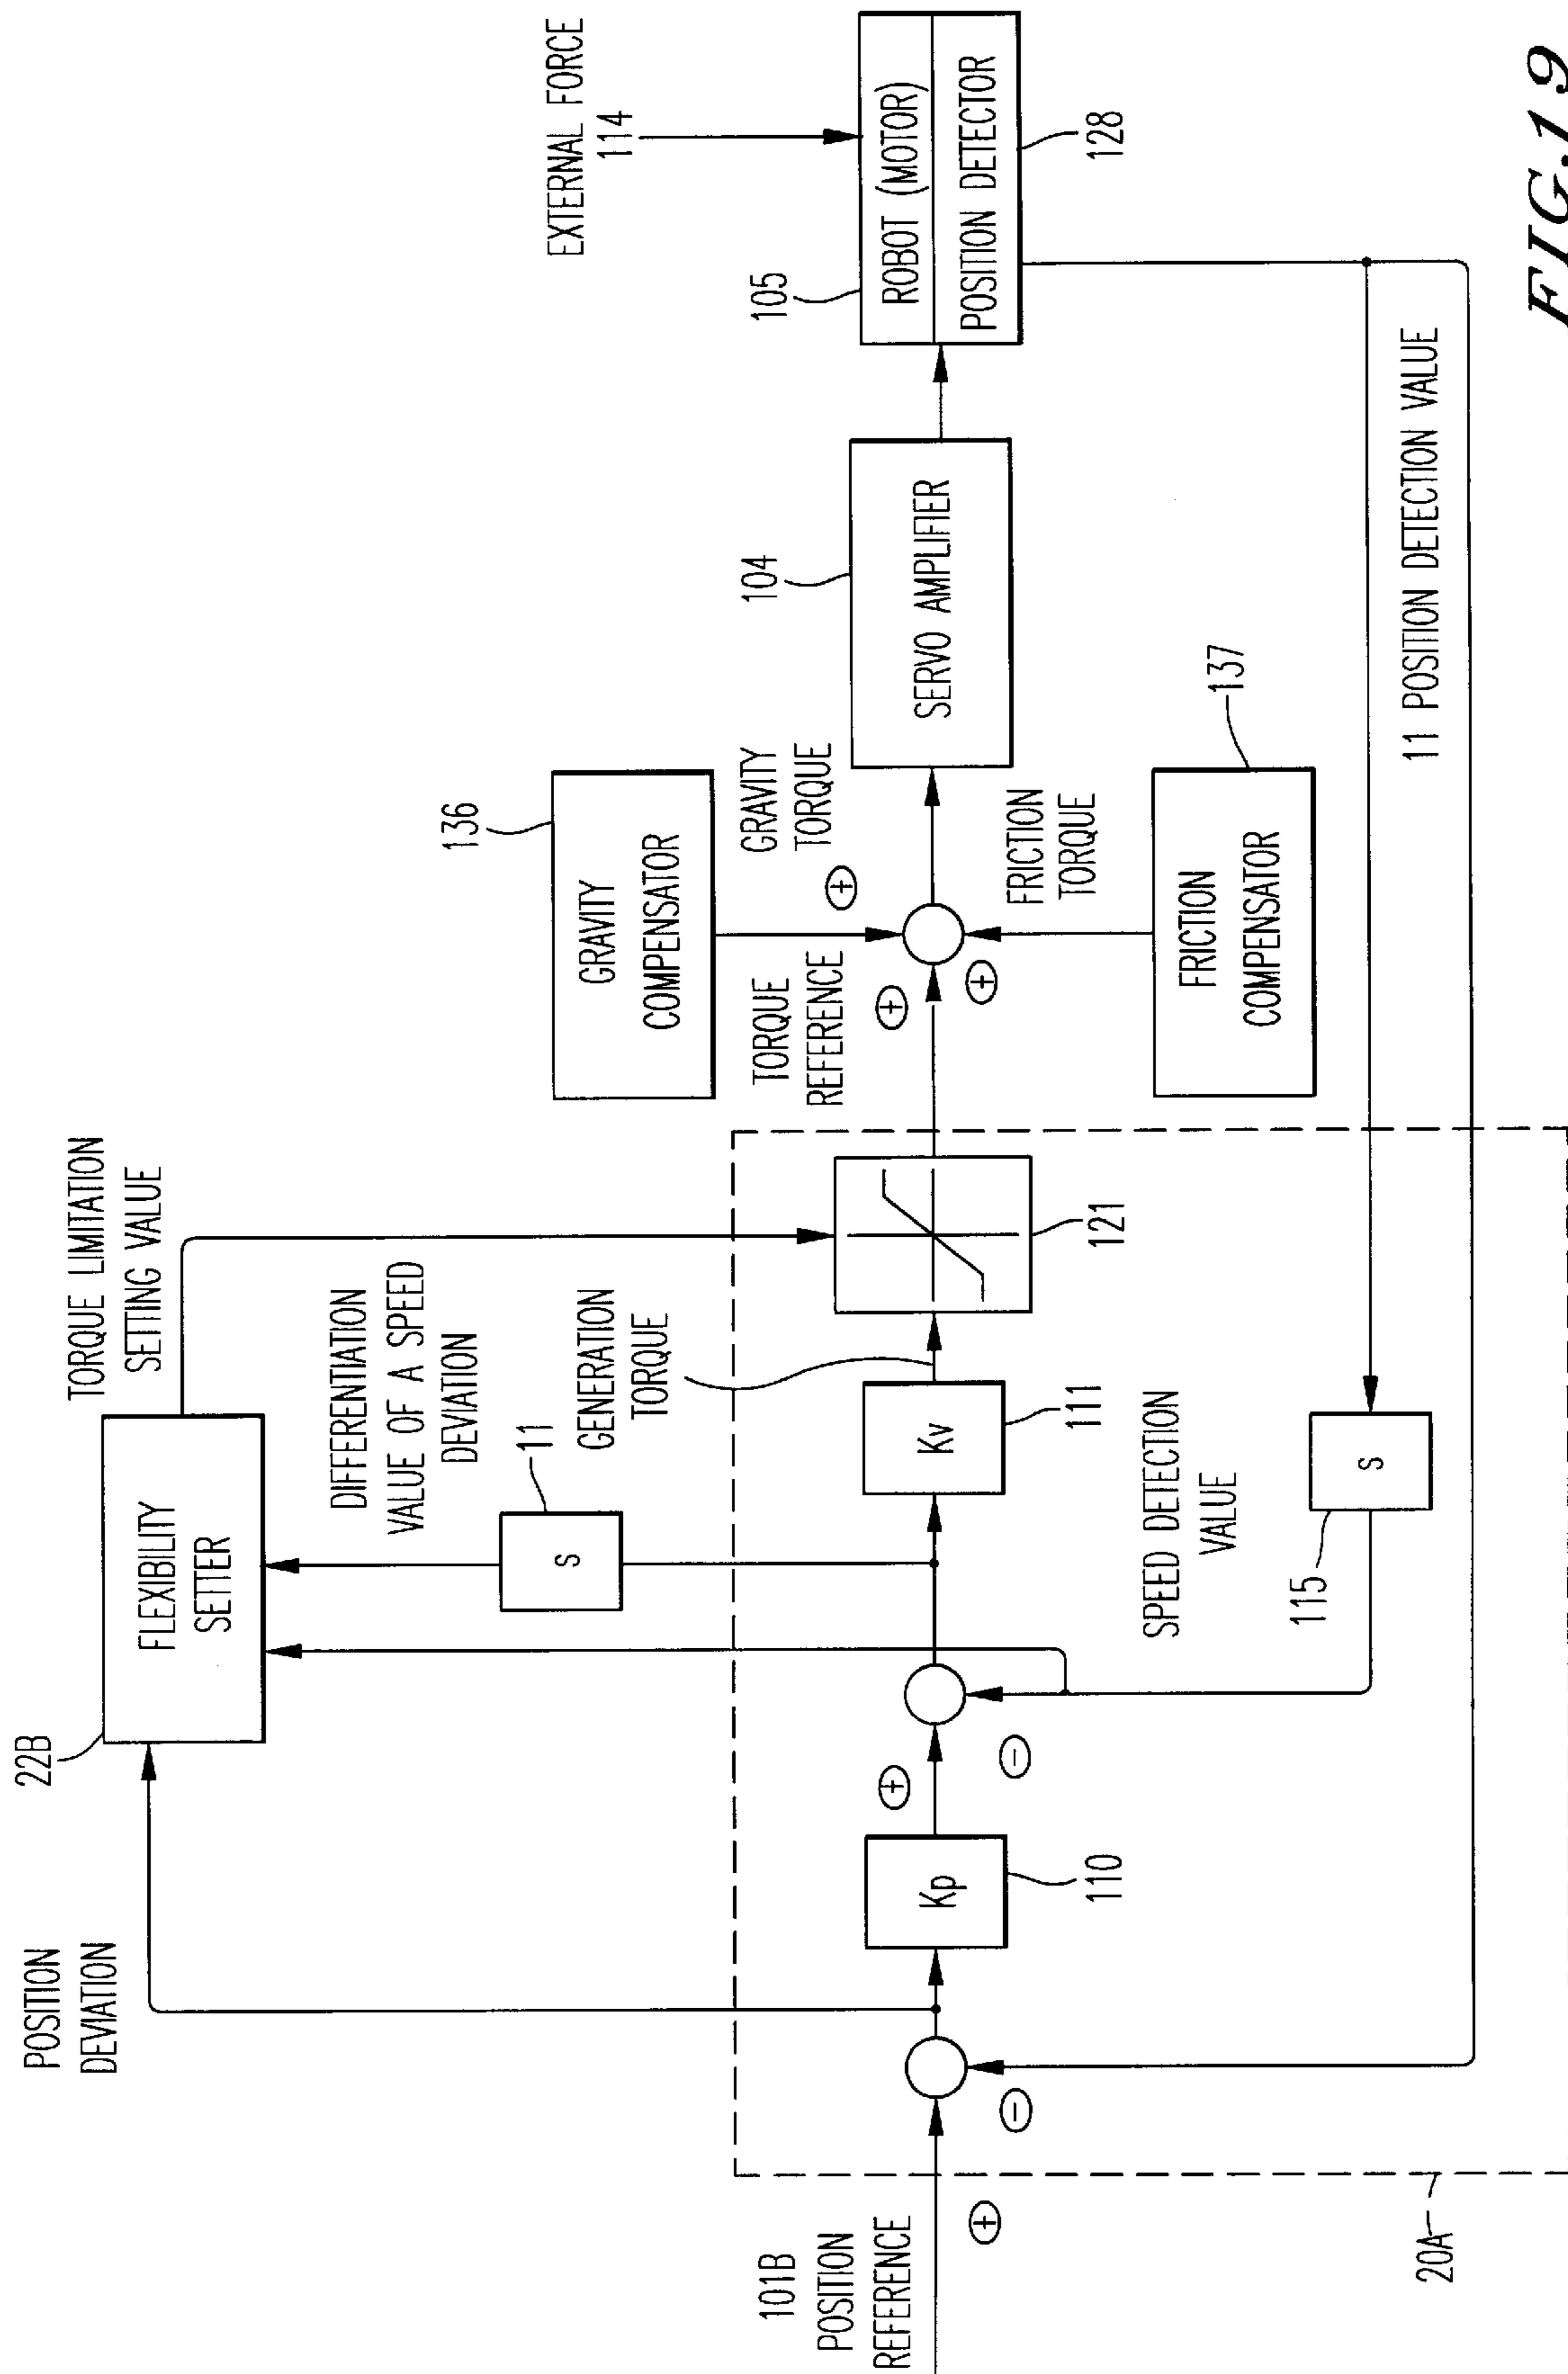 22B
FLEXIBILITY
SETTER
POSITION
DEVIATION
TORQUE LIMITATION
SETTING VALUE
DIFFERENTIATION
VALUE OF A SPEED
DEVIATION
11
s
GENERATION
TORQUE
136
GRAVITY
COMPENSATOR
EXTERNAL FORCE
114
101B
POSITION
REFERENCE
+
−
Kp
110
+
−
Kv
111
121
TORQUE
REFERENCE
+
+
+
GRAVITY
TORQUE
FRICTION
TORQUE
104
SERVO AMPLIFIER
105
ROBOT (MOTOR)
POSITION DETECTOR
128
SPEED DETECTION
VALUE
115
s
FRICTION
COMPENSATOR
137
11 POSITION DETECTION VALUE
20A
FIG.19